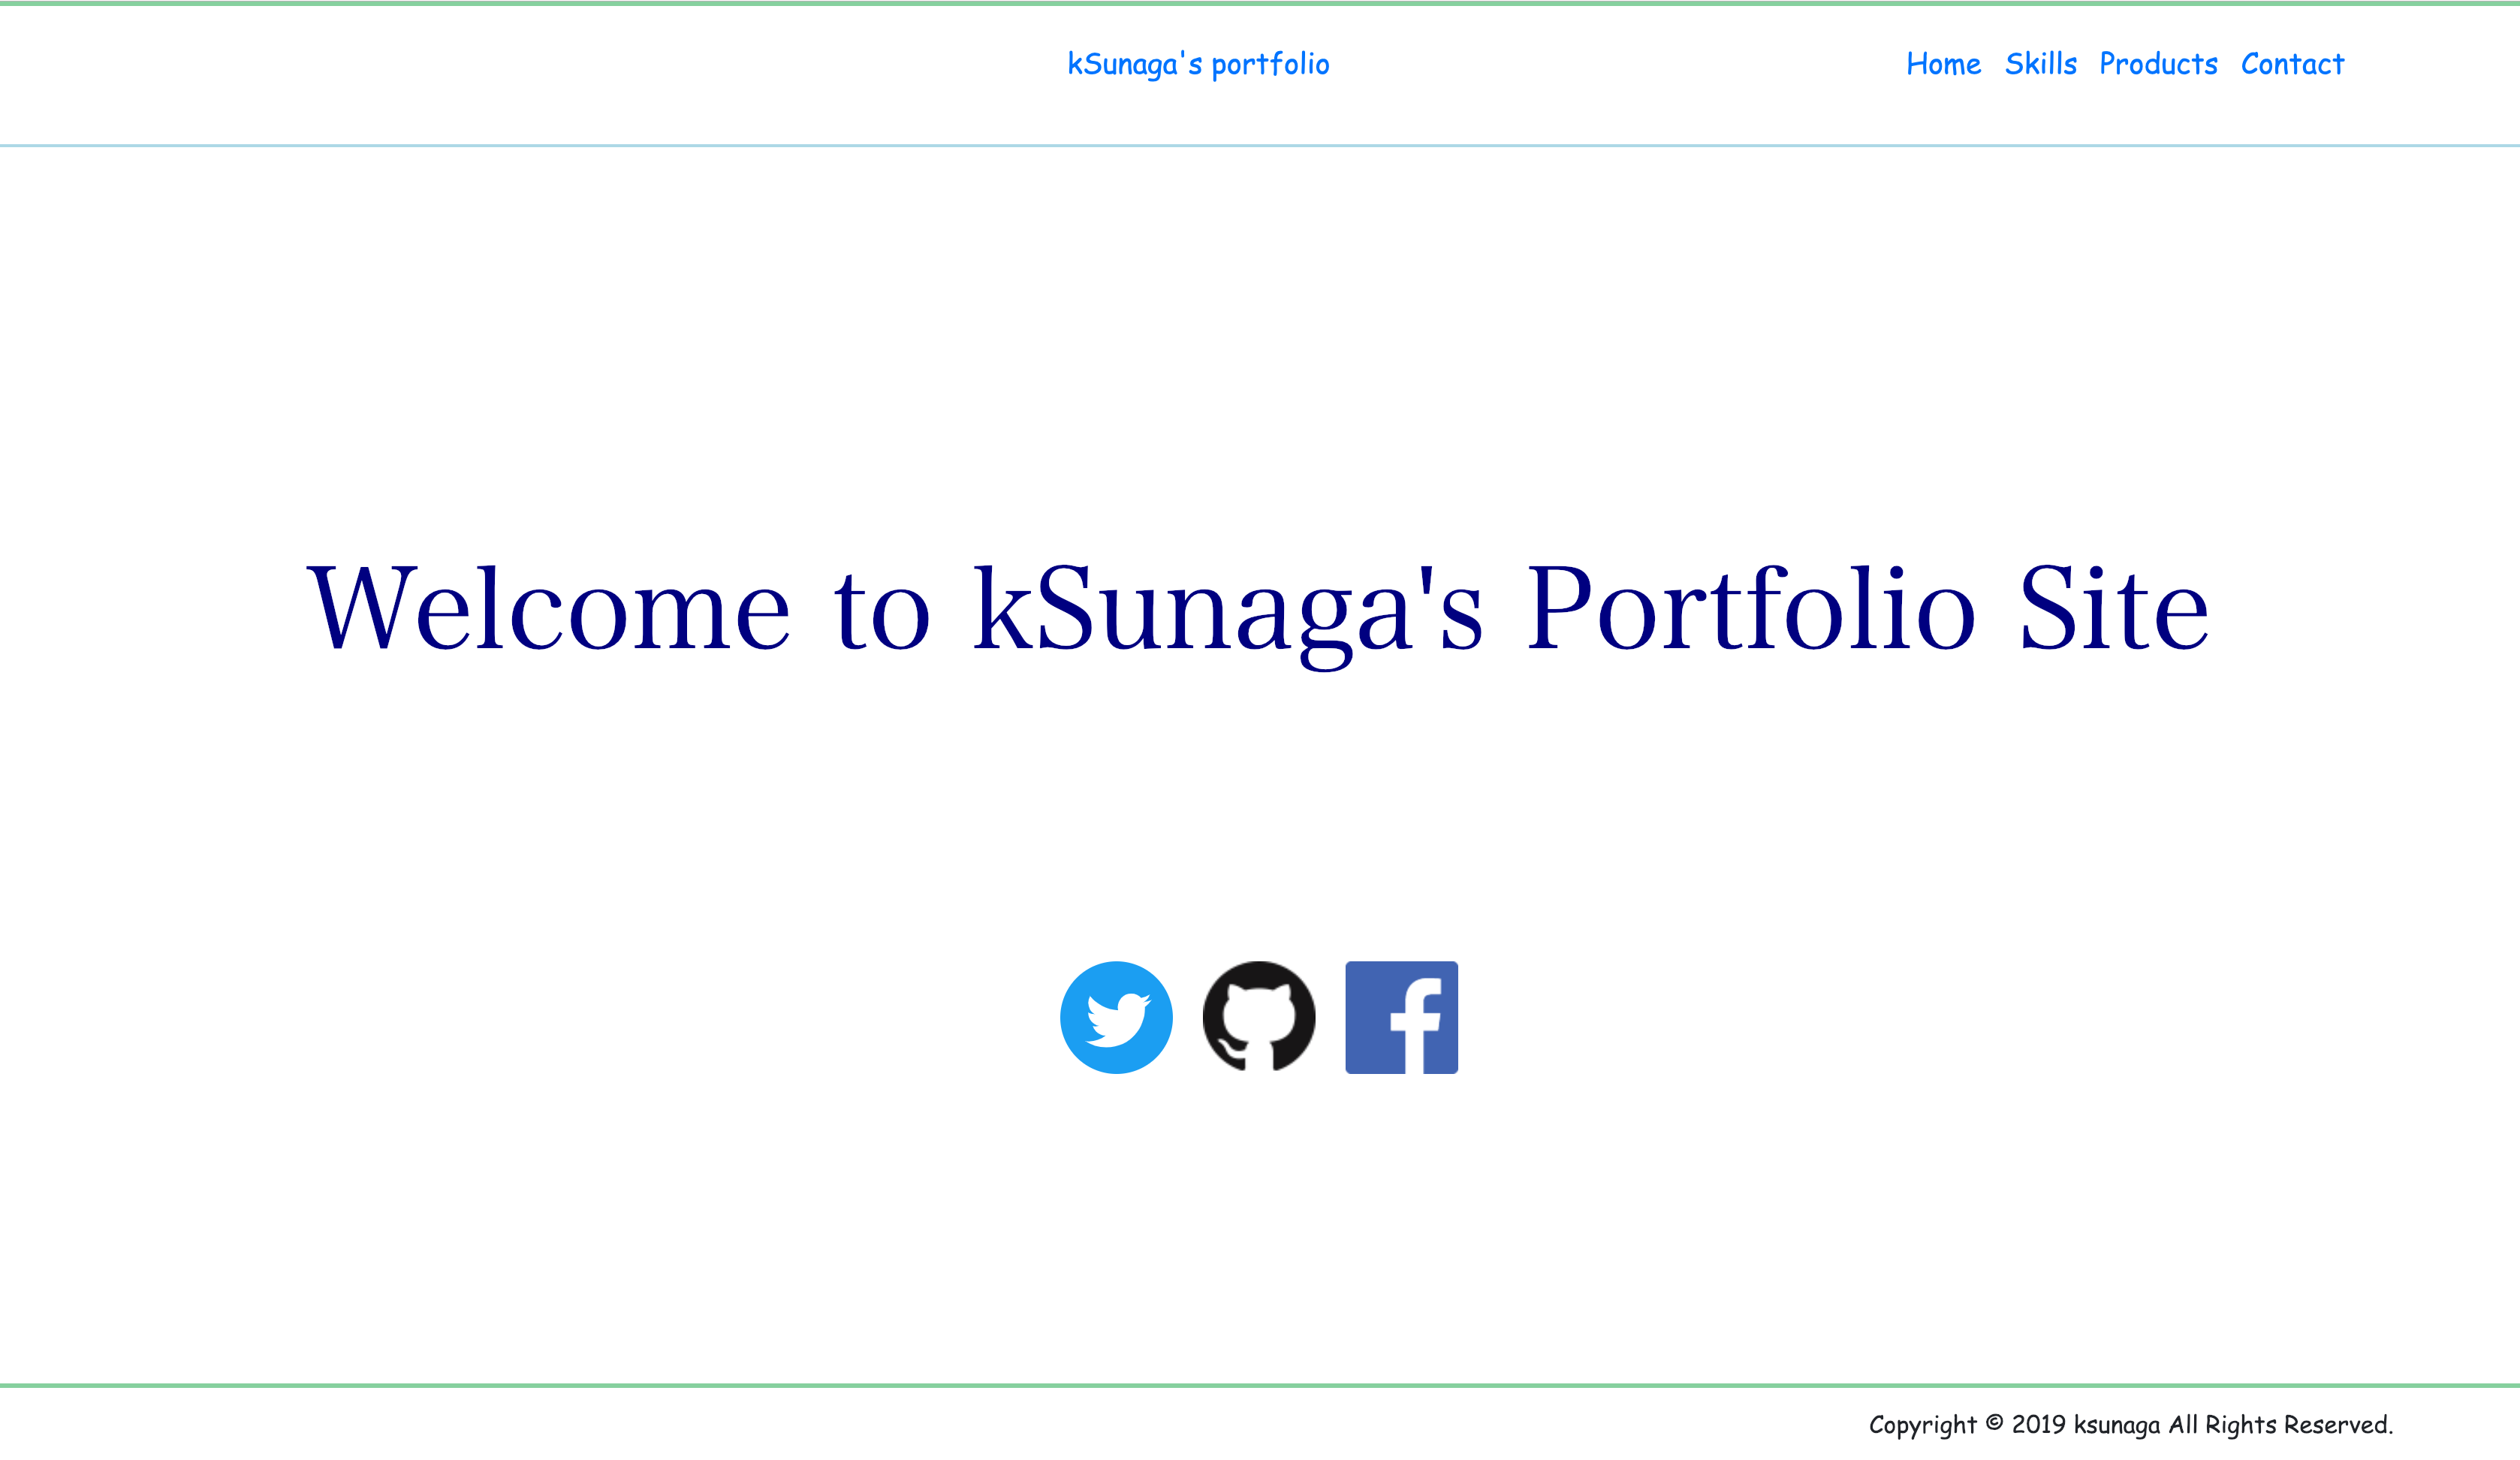 kSunaga's portfolio
Home Skills Products Contact
Welcome to kSunaga's Portfolio Site
Copyright © 2019 ksunaga All Rights Reserved.